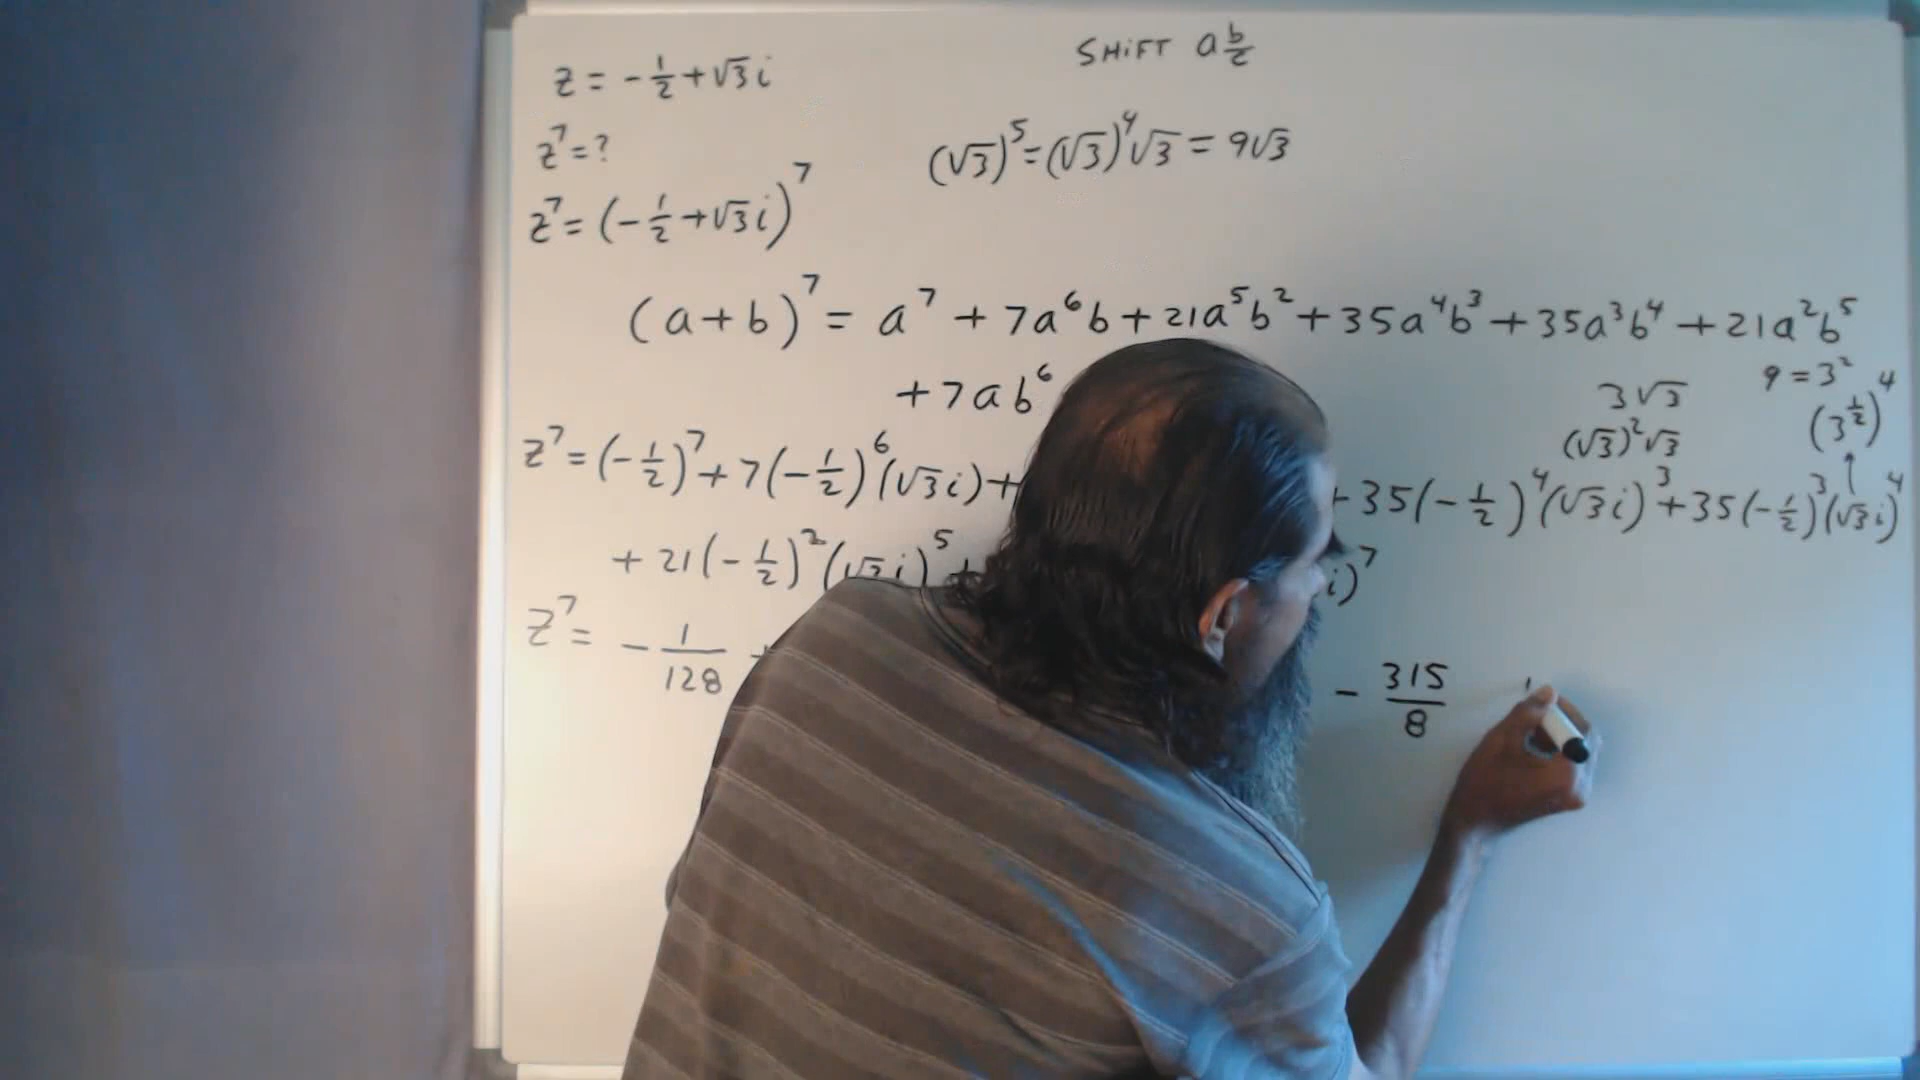 SHiFT a b/c
z = -1/2 + √3 i
z⁷ = ?
(√3)⁵ = (√3)⁴ √3 = 9√3
z⁷ = (-1/2 + √3 i)⁷
(a+b)⁷ = a⁷ + 7a⁶b + 21a⁵b² + 35a⁴b³ + 35a³b⁴ + 21a²b⁵
+ 7ab⁶
3√3
9 = 3²
(√3)²√3
(3^(1/2))⁴
↑
z⁷ = (-1/2)⁷ + 7(-1/2)⁶(√3 i) + + 35(-1/2)⁴(√3 i)³ + 35(-1/2)³(√3 i)⁴
+ 21(-1/2)²(√3 i)⁵ + i)⁷
z⁷ = -1/128 + - 315/8